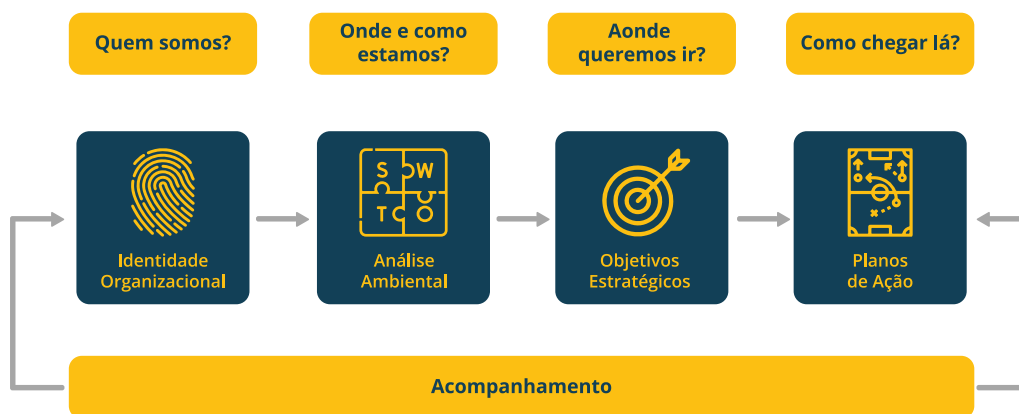 Quem somos?
Onde e como
estamos?
Aonde
queremos ir?
Como chegar lá?
S W
T O
Identidade
Organizacional
Análise
Ambiental
Objetivos
Estratégicos
Planos
de Ação
Acompanhamento